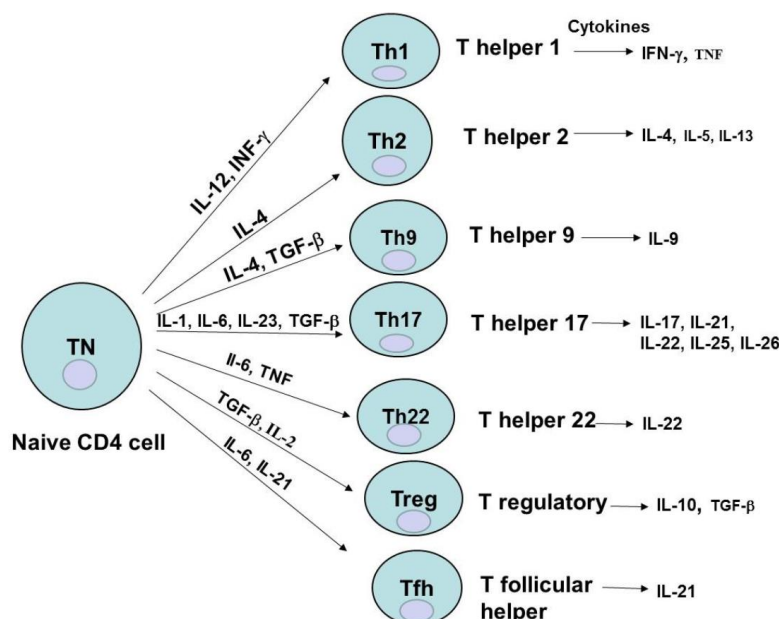 Cytokines
Th1
T helper 1
IFN-γ, TNF
IL-12, INF-γ
Th2
T helper 2
IL-4, IL-5, IL-13
IL-4
Th9
T helper 9
IL-9
IL-4, TGF-β
Th17
T helper 17
IL-17, IL-21,
IL-22, IL-25, IL-26
IL-1, IL-6, IL-23, TGF-β
TN
Naive CD4 cell
Il-6, TNF
Th22
T helper 22
IL-22
TGF-β, IL-2
Treg
T regulatory
IL-10, TGF-β
IL-6, IL-21
Tfh
T follicular
helper
IL-21